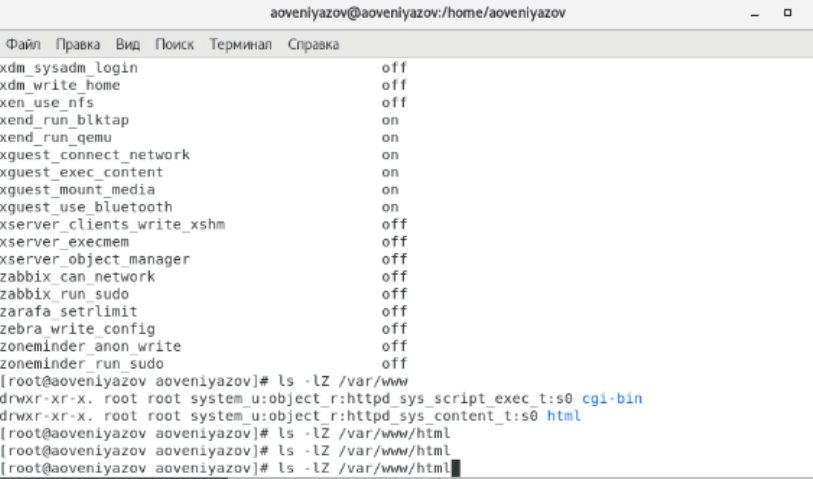 aoveniyazov@aoveniyazov:/home/aoveniyazov
Файл Правка Вид Поиск Терминал Справка
xdm_sysadm_login off
xdm_write_home off
xen_use_nfs off
xend_run_blktap on
xend_run_qemu on
xguest_connect_network on
xguest_exec_content on
xguest_mount_media on
xguest_use_bluetooth on
xserver_clients_write_xshm off
xserver_execmem off
xserver_object_manager off
zabbix_can_network off
zabbix_run_sudo off
zarafa_setrlimit off
zebra_write_config off
zoneminder_anon_write off
zoneminder_run_sudo off
[root@aoveniyazov aoveniyazov]# ls -lZ /var/www
drwxr-xr-x. root root system_u:object_r:httpd_sys_script_exec_t:s0 cgi-bin
drwxr-xr-x. root root system_u:object_r:httpd_sys_content_t:s0 html
[root@aoveniyazov aoveniyazov]# ls -lZ /var/www/html
[root@aoveniyazov aoveniyazov]# ls -lZ /var/www/html
[root@aoveniyazov aoveniyazov]# ls -lZ /var/www/html